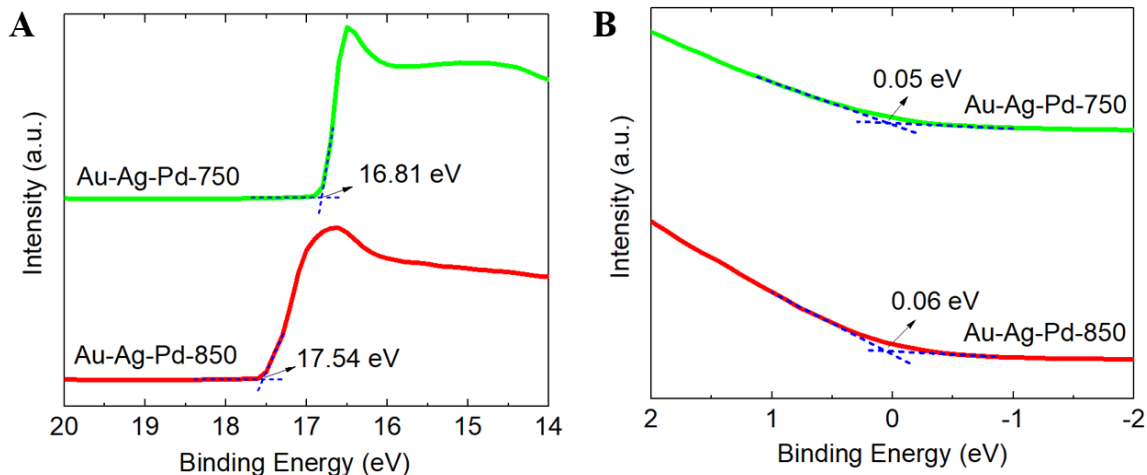 A
Intensity (a.u.)
Au-Ag-Pd-750
16.81 eV
Au-Ag-Pd-850
17.54 eV
20 19 18 17 16 15 14
Binding Energy (eV)
B
Intensity (a.u.)
0.05 eV
Au-Ag-Pd-750
0.06 eV
Au-Ag-Pd-850
2 1 0 -1 -2
Binding Energy (eV)